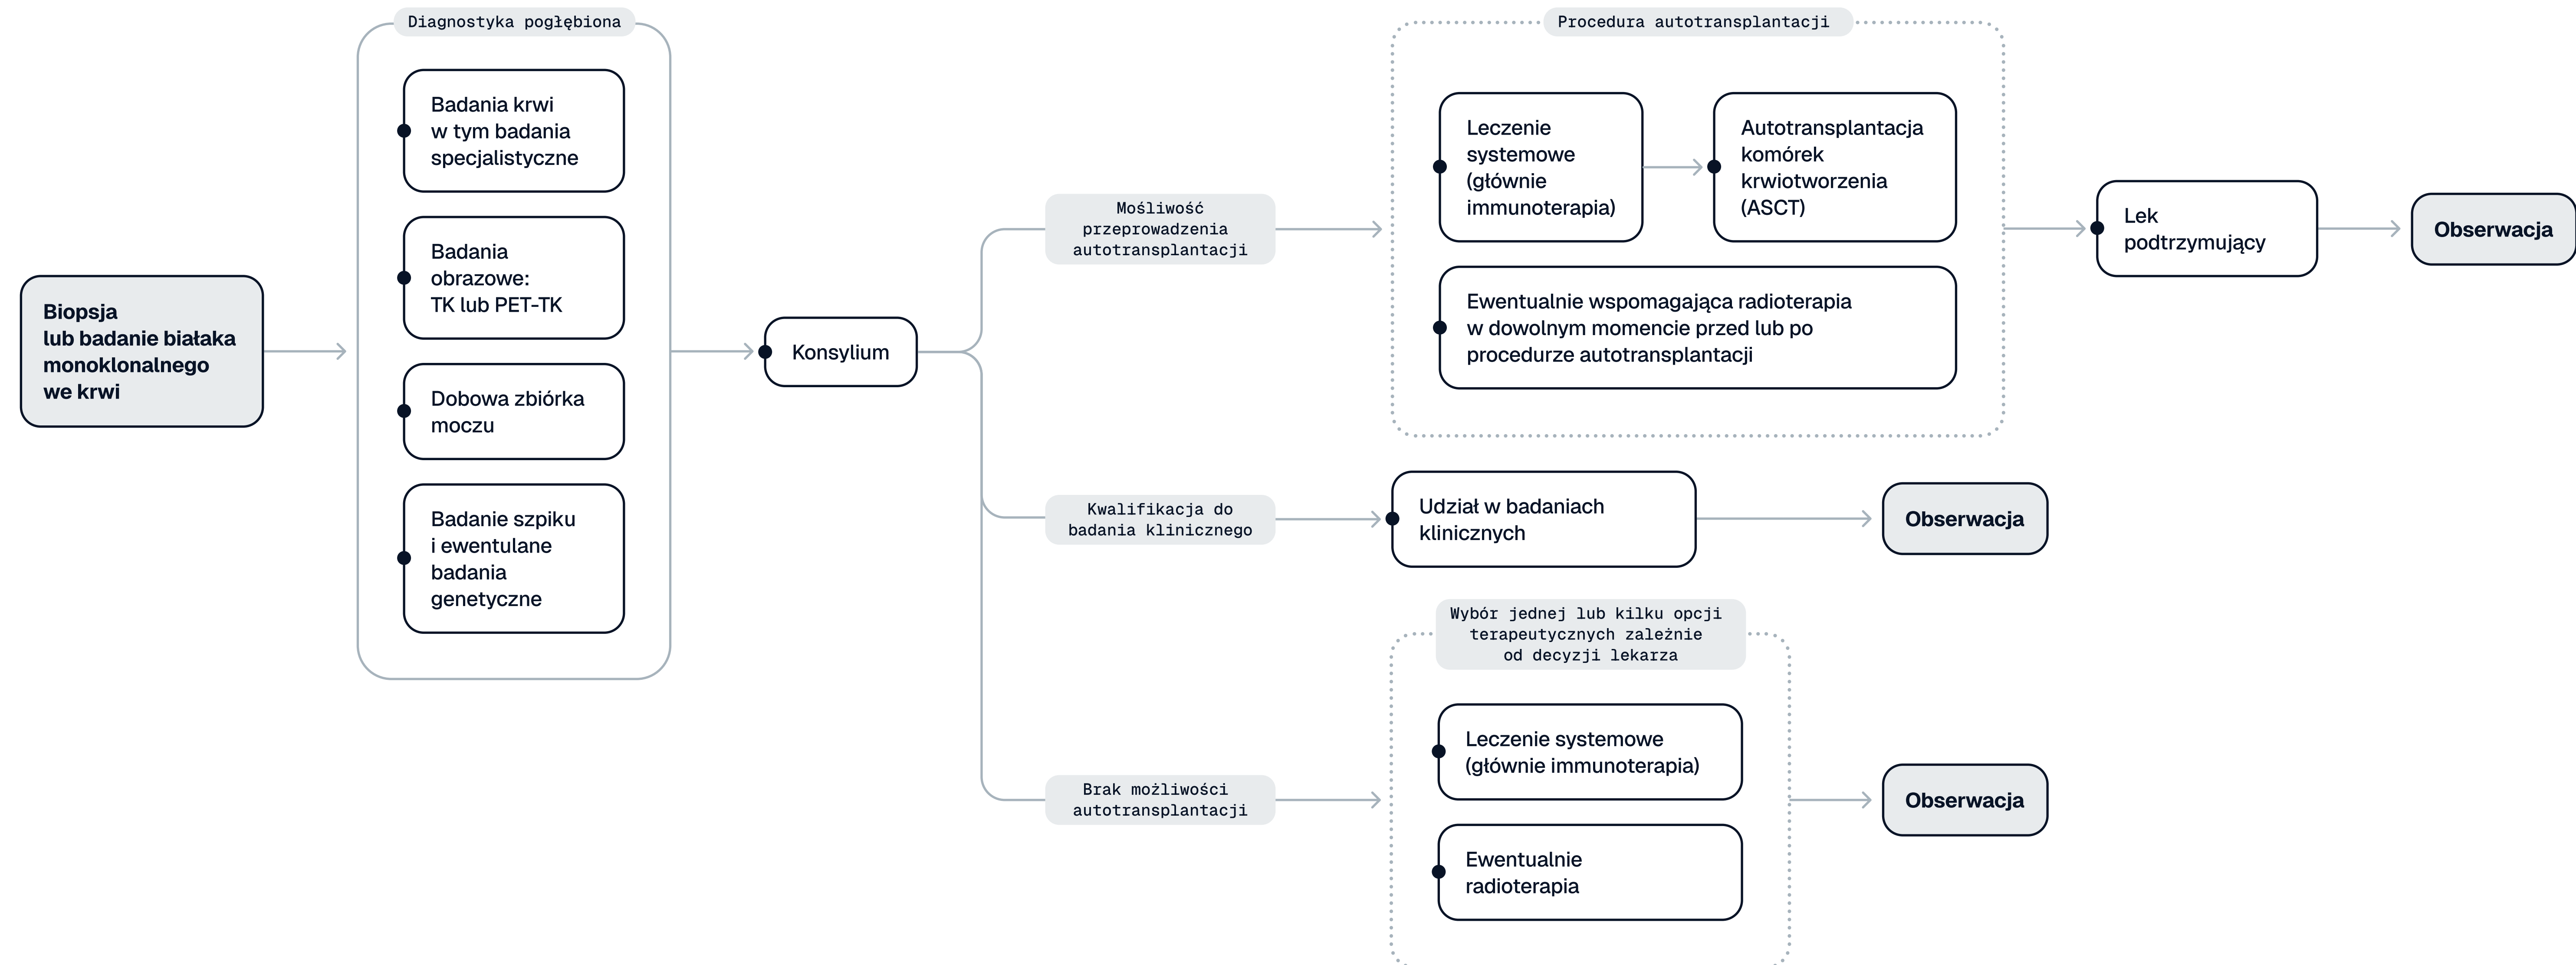 Diagnostyka pogłębiona
Badania krwi
w tym badania
specjalistyczne
Badania
obrazowe:
TK lub PET-TK
Dobowa zbiórka
moczu
Badanie szpiku
i ewentulane
badania
genetyczne
Biopsja
lub badanie białaka
monoklonalnego
we krwi
Konsylium
Mośliwość
przeprowadzenia
autotransplantacji
Procedura autotransplantacji
Leczenie
systemowe
(głównie
immunoterapia)
Autotransplantacja
komórek
krwiotworzenia
(ASCT)
Ewentualnie wspomagająca radioterapia
w dowolnym momencie przed lub po
procedurze autotransplantacji
Lek
podtrzymujący
Obserwacja
Kwalifikacja do
badania klinicznego
Udział w badaniach
klinicznych
Obserwacja
Brak możliwości
autotransplantacji
Wybór jednej lub kilku opcji
terapeutycznych zależnie
od decyzji lekarza
Leczenie systemowe
(głównie immunoterapia)
Ewentualnie
radioterapia
Obserwacja